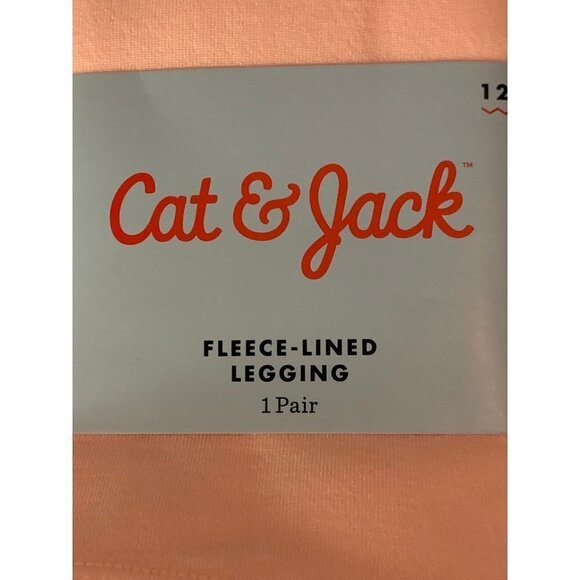 12
Cat & Jack™
FLEECE-LINED
LEGGING
1 Pair